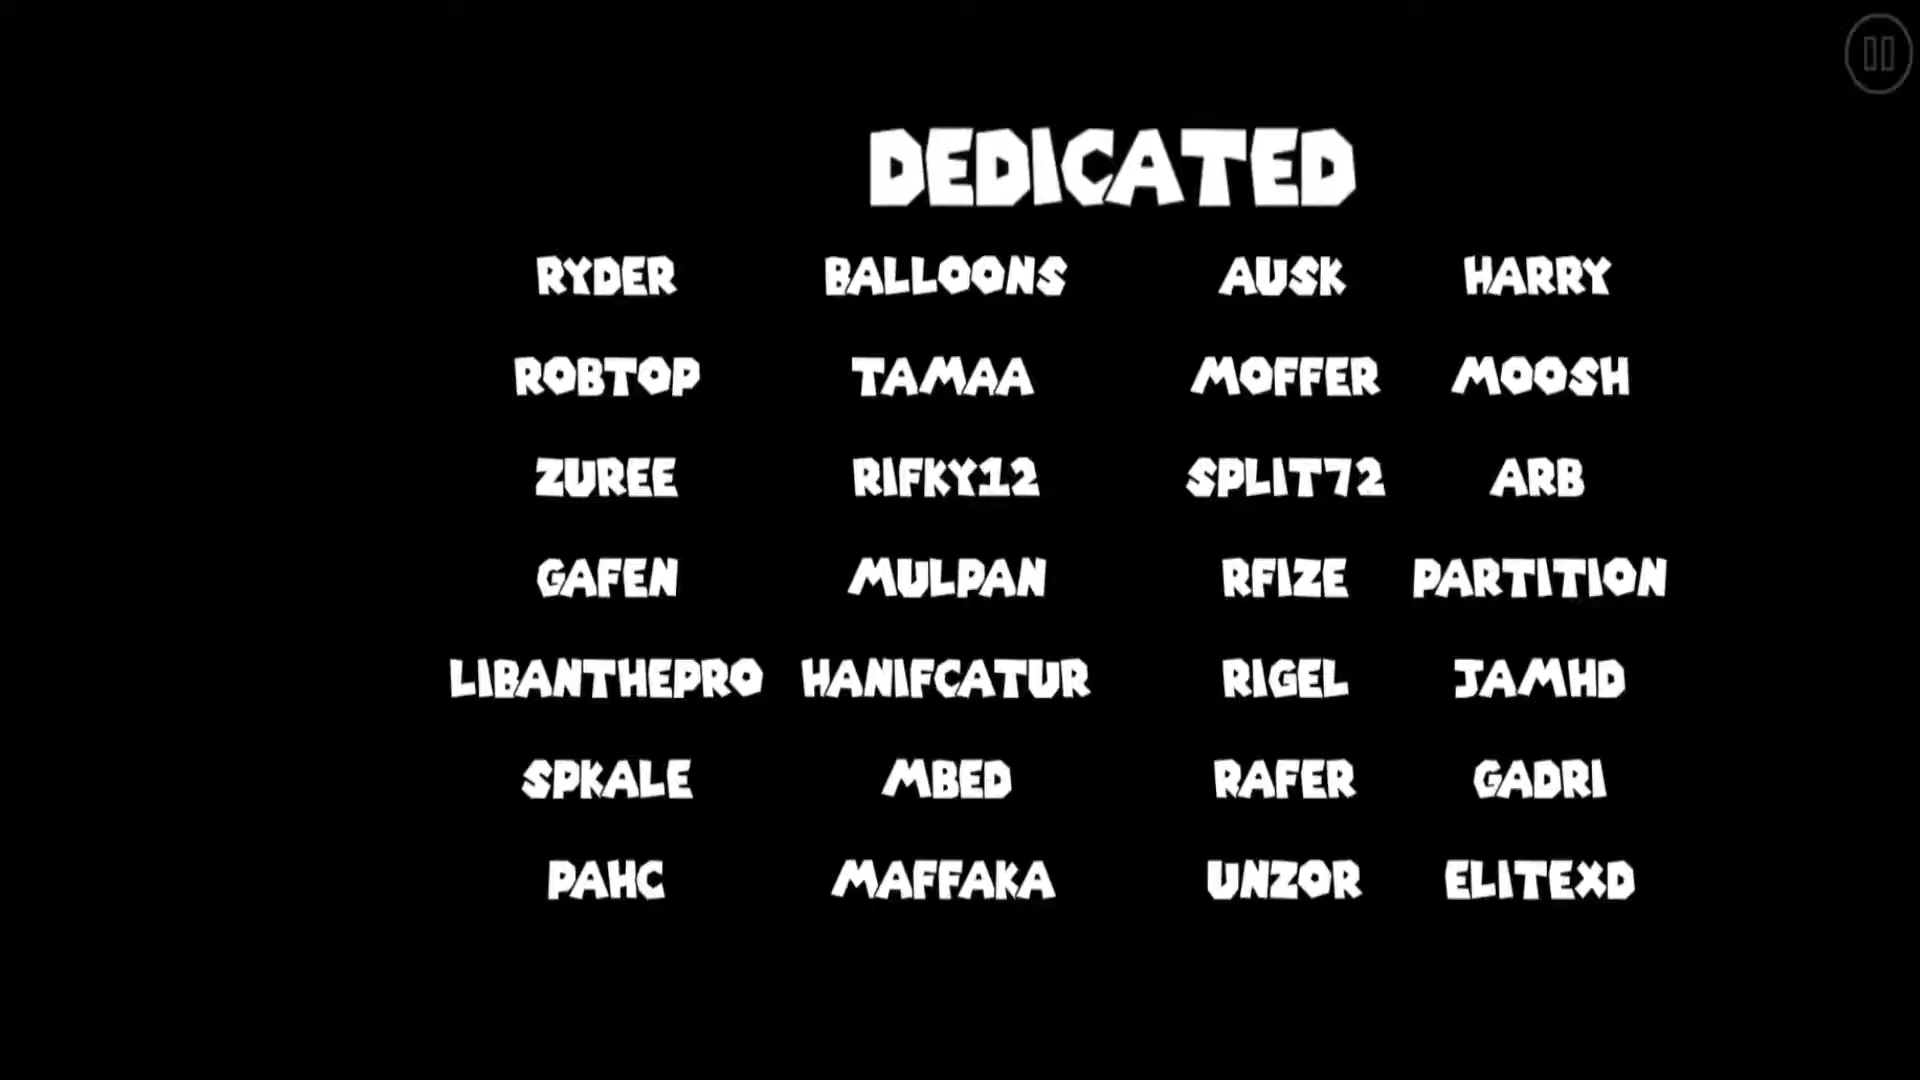 DEDICATED
RYDER BALLOONS AUSK HARRY
ROBTOP TAMAA MOFFER MOOSH
ZUREE RIFKY12 SPLIT72 ARB
GAFEN MULPAN RFIZE PARTITION
LIBANTHEPRO HANIFCATUR RIGEL JAMHD
SPKALE MBED RAFER GADRI
PAHC MAFFAKA UNZOR ELITEXD